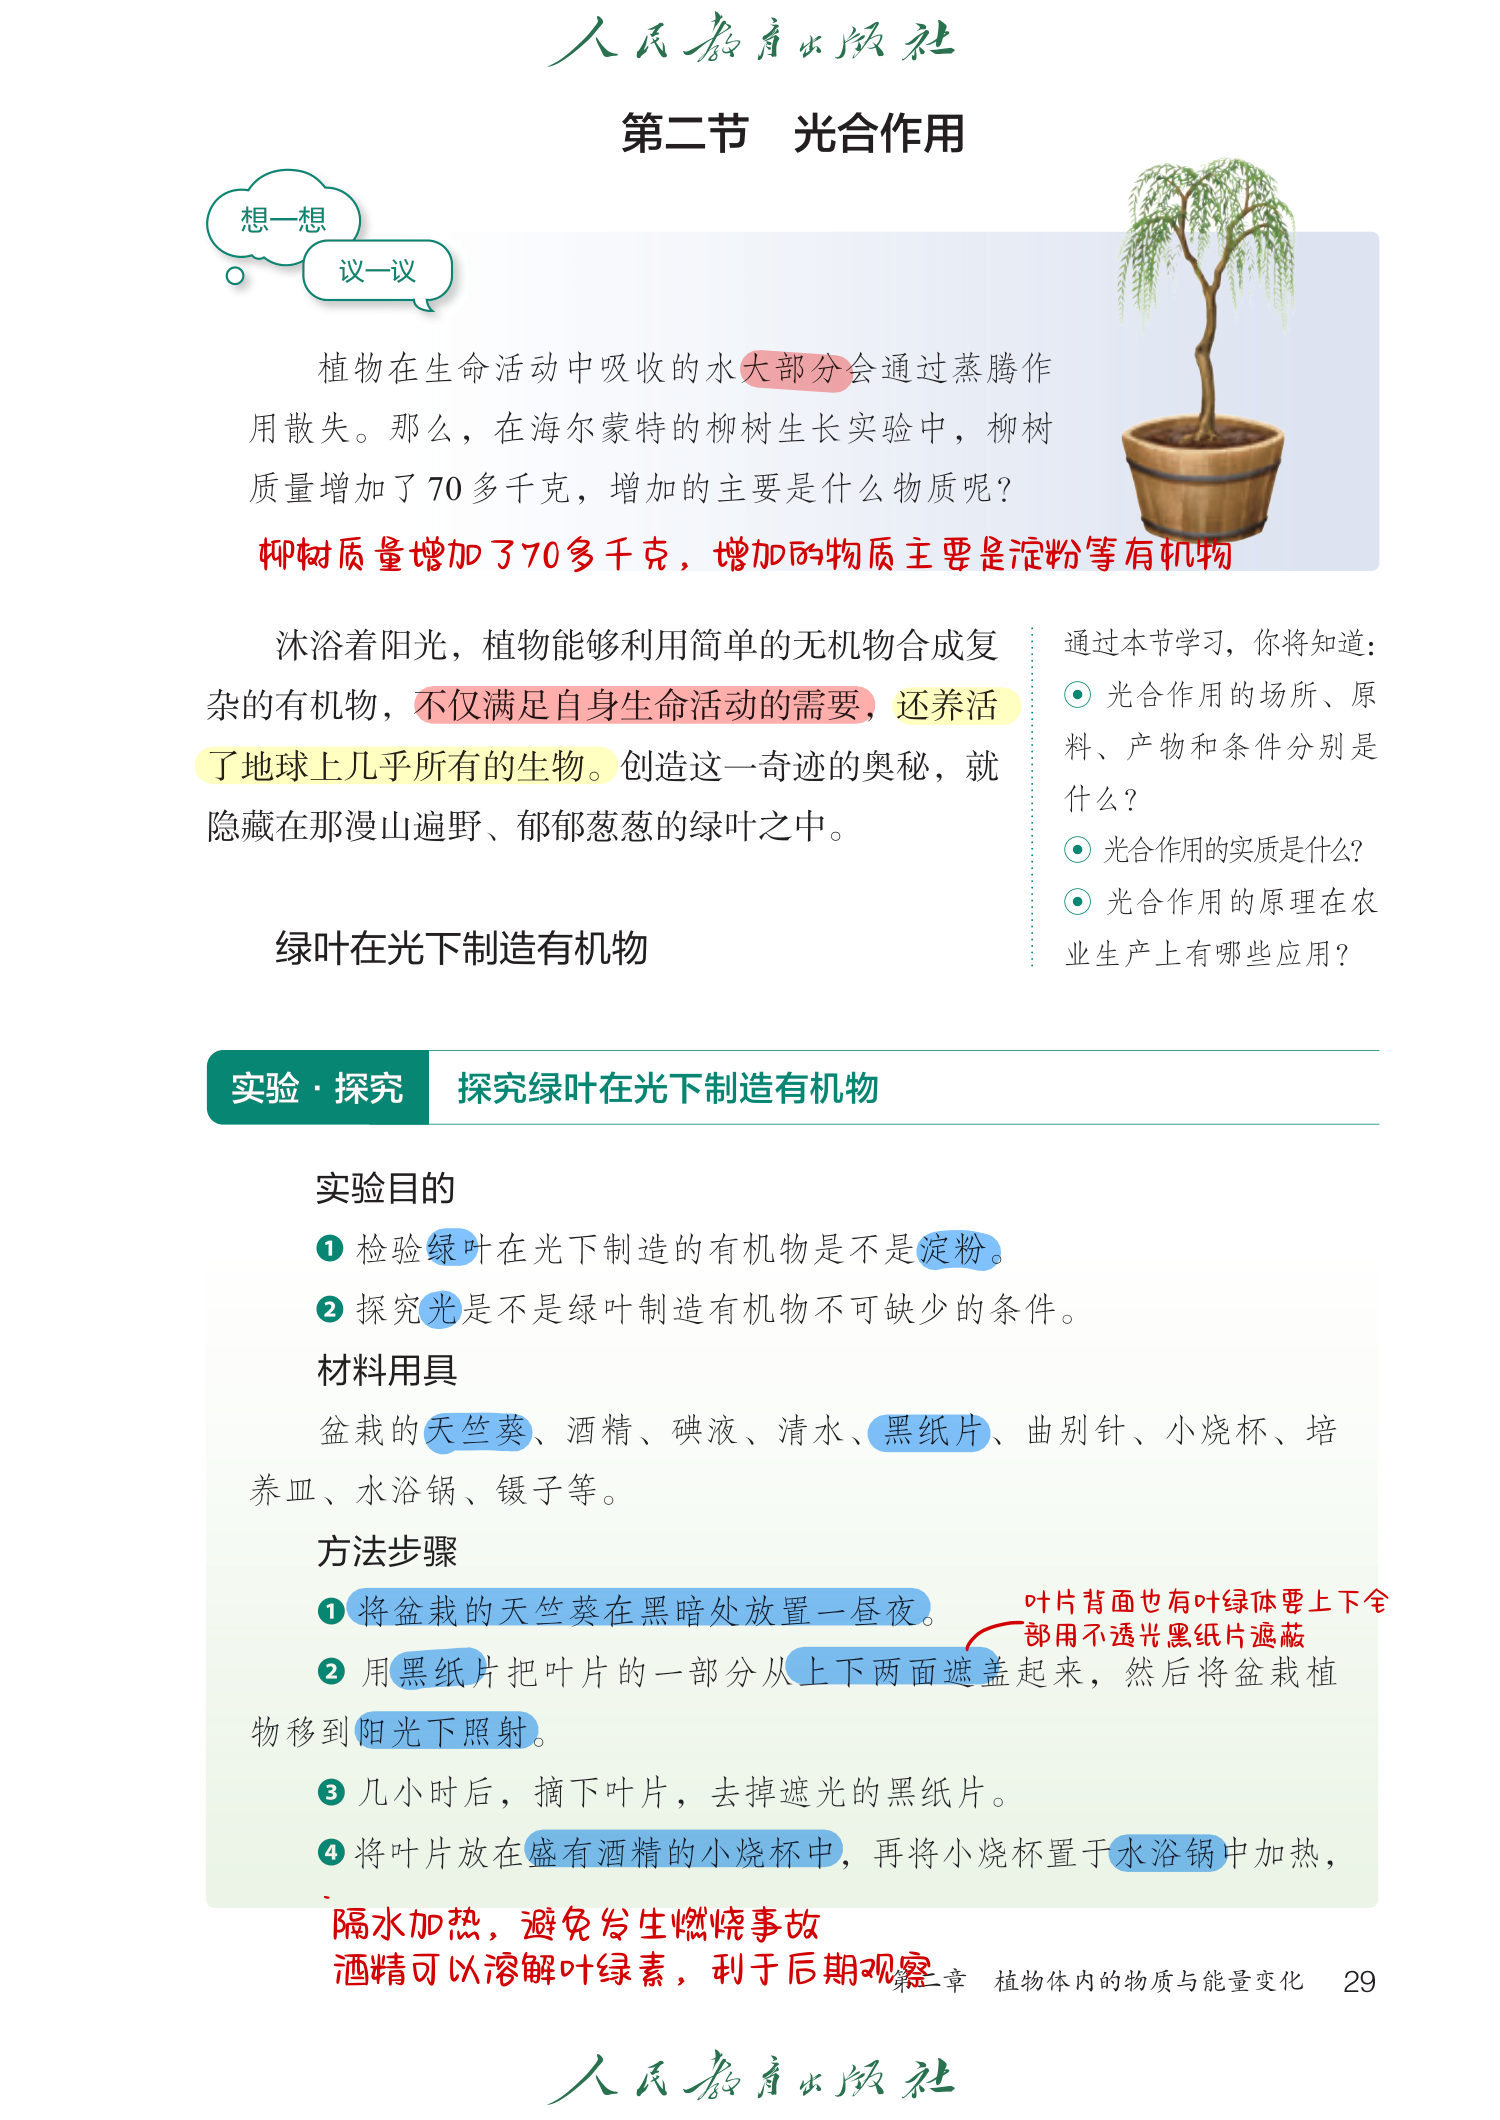 人民教育出版社
第二节 光合作用
想一想
议一议
植物在生命活动中吸收的水大部分会通过蒸腾作
用散失。那么，在海尔蒙特的柳树生长实验中，柳树
质量增加了70多千克，增加的主要是什么物质呢？
柳树质量增加了70多千克，增加的物质主要是淀粉等有机物
沐浴着阳光，植物能够利用简单的无机物合成复
杂的有机物，不仅满足自身生命活动的需要，还养活
了地球上几乎所有的生物。创造这一奇迹的奥秘，就
隐藏在那漫山遍野、郁郁葱葱的绿叶之中。
通过本节学习，你将知道：
光合作用的场所、原
料、产物和条件分别是
什么？
光合作用的实质是什么？
光合作用的原理在农
业生产上有哪些应用？
绿叶在光下制造有机物
实验·探究 探究绿叶在光下制造有机物
实验目的
❶ 检验绿叶在光下制造的有机物是不是淀粉。
❷ 探究光是不是绿叶制造有机物不可缺少的条件。
材料用具
盆栽的天竺葵、酒精、碘液、清水、黑纸片、曲别针、小烧杯、培
养皿、水浴锅、镊子等。
方法步骤
❶ 将盆栽的天竺葵在黑暗处放置一昼夜。
叶片背面也有叶绿体要上下全
部用不透光黑纸片遮蔽
❷ 用黑纸片把叶片的一部分从上下两面遮盖起来，然后将盆栽植
物移到阳光下照射。
❸ 几小时后，摘下叶片，去掉遮光的黑纸片。
❹ 将叶片放在盛有酒精的小烧杯中，再将小烧杯置于水浴锅中加热，
隔水加热，避免发生燃烧事故
酒精可以溶解叶绿素，利于后期观察
第二章 植物体内的物质与能量变化 29
人民教育出版社